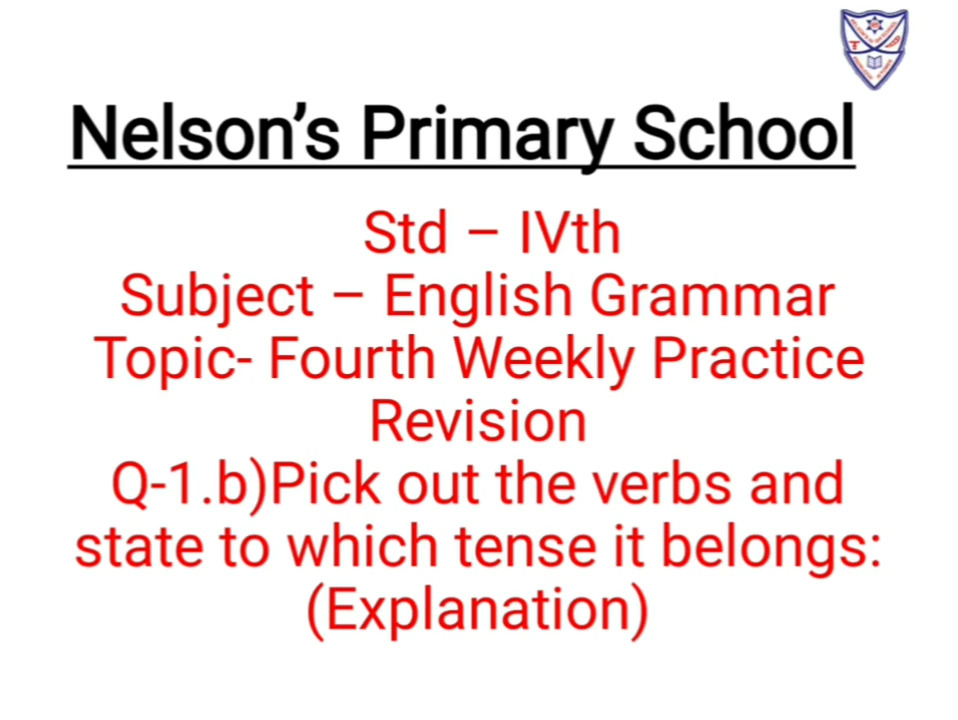 Nelson’s Primary School
Std – IVth
Subject – English Grammar
Topic- Fourth Weekly Practice
Revision
Q-1.b)Pick out the verbs and
state to which tense it belongs:
(Explanation)